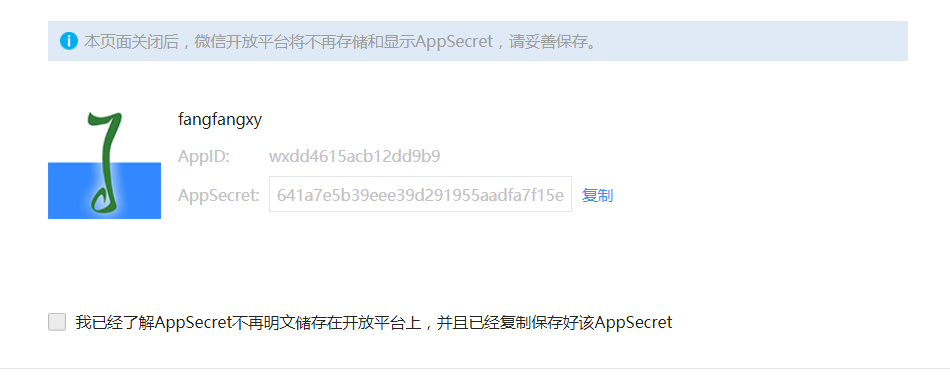 本页面关闭后，微信开放平台将不再存储和显示AppSecret，请妥善保存。
fangfangxy
AppID: wxdd4615acb12dd9b9
AppSecret: 641a7e5b39eee39d291955aadfa7f15e 复制
我已经了解AppSecret不再明文储存在开放平台上，并且已经复制保存好该AppSecret